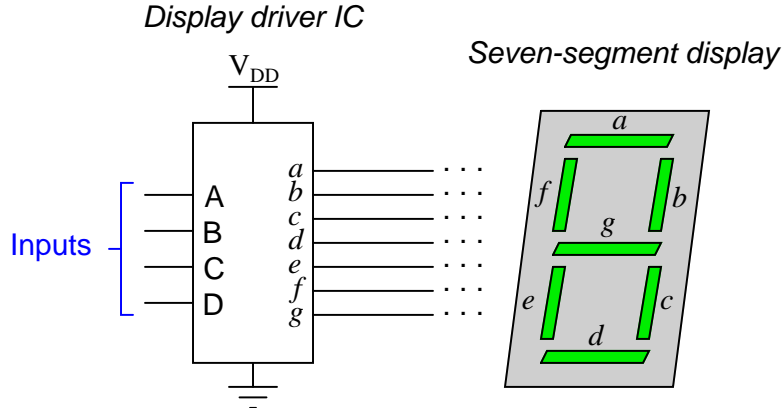 Display driver IC
Seven-segment display
VDD
Inputs
A
B
C
D
a
b
c
d
e
f
g
a
f
b
g
e
c
d